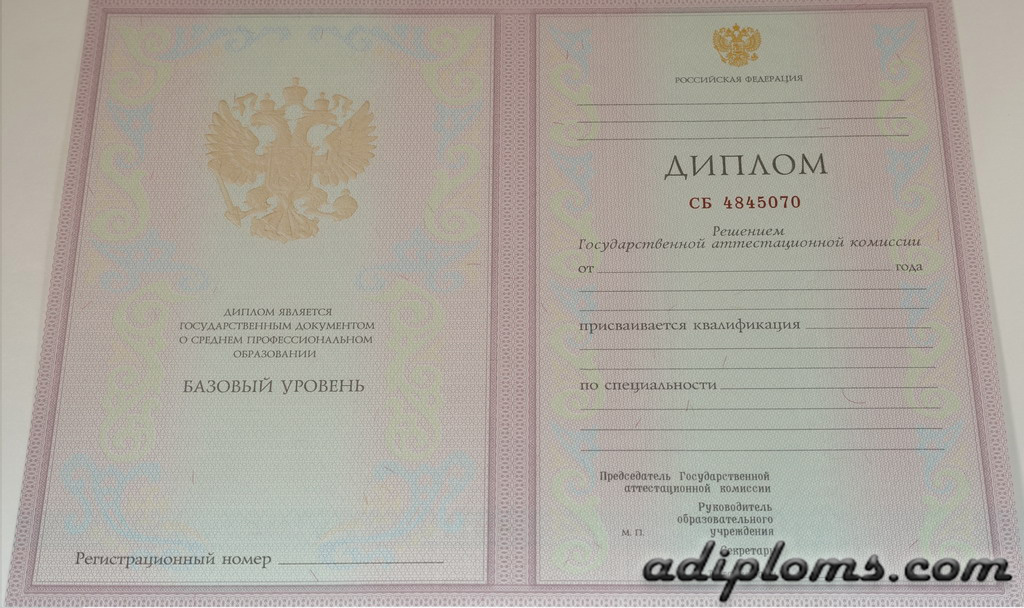 ДИПЛОМ ЯВЛЯЕТСЯ
ГОСУДАРСТВЕННЫМ ДОКУМЕНТОМ
О СРЕДНЕМ ПРОФЕССИОНАЛЬНОМ
ОБРАЗОВАНИИ
БАЗОВЫЙ УРОВЕНЬ
Регистрационный номер
РОССИЙСКАЯ ФЕДЕРАЦИЯ
ДИПЛОМ
СБ 4845070
Решением
Государственной аттестационной комиссии
от года
присваивается квалификация
по специальности
Председатель Государственной
аттестационной комиссии
Руководитель
образовательного
М. П. учреждения
Секретарь
adiploms.com